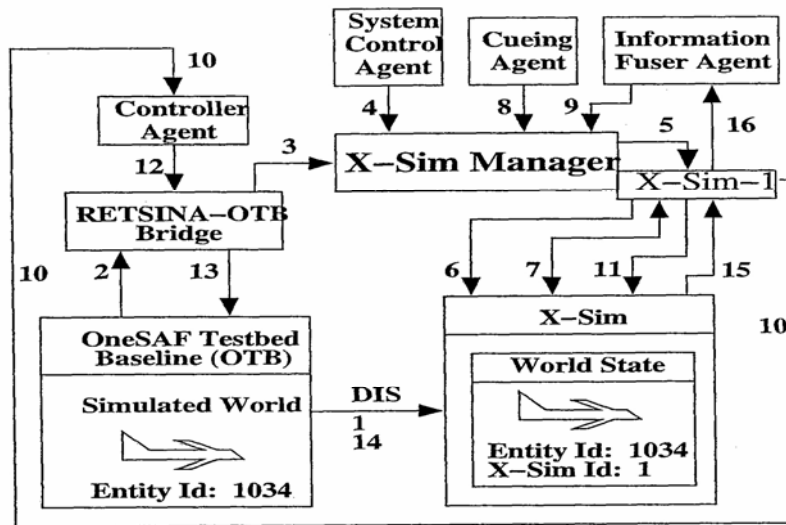 System
Control
Agent
Cueing
Agent
Information
Fuser Agent
10
Controller
Agent
4
8
9
5
16
12
3
X-Sim Manager
X-Sim-1
RETSINA-OTB
Bridge
10
2
13
6
7
11
15
10
OneSAF Testbed
Baseline (OTB)
X-Sim
World State
Simulated World
DIS
1
14
Entity Id: 1034
Entity Id: 1034
X-Sim Id: 1